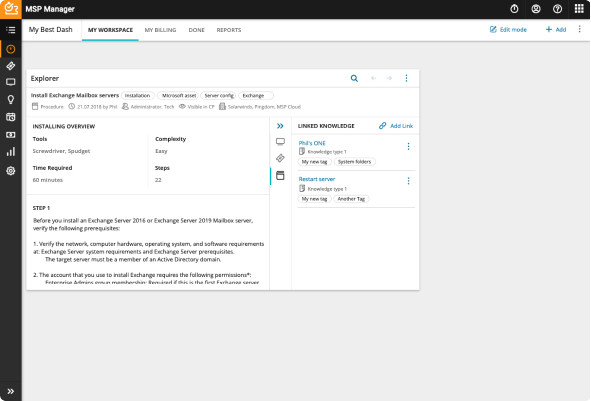 MSP Manager
My Best Dash MY WORKSPACE MY BILLING DONE REPORTS Edit mode Add
Explorer
Install Exchange Mailbox servers Installation Microsoft asset Server config Exchange
Procedure 21.07.2018 by Phil Administrator, Tech Visible in CP Solarwinds, Pingdom, MSP Cloud
INSTALLING OVERVIEW
Tools Complexity
Screwdriver, Spudget Easy
Time Required Steps
60 minutes 22
STEP 1
Before you install an Exchange Server 2016 or Exchange Server 2019 Mailbox server,
verify the following prerequisites:
1. Verify the network, computer hardware, operating system, and software requirements
at: Exchange Server system requirements and Exchange Server prerequisites.
The target server must be a member of an Active Directory domain.
2. The account that you use to install Exchange requires the following permissions*:
Enterprise Admins group membership: Required if this is the first Exchange server
LINKED KNOWLEDGE Add Link
Phil's ONE
Knowledge type 1
My new tag System folders
Restart server
Knowledge type 1
My new tag Another Tag